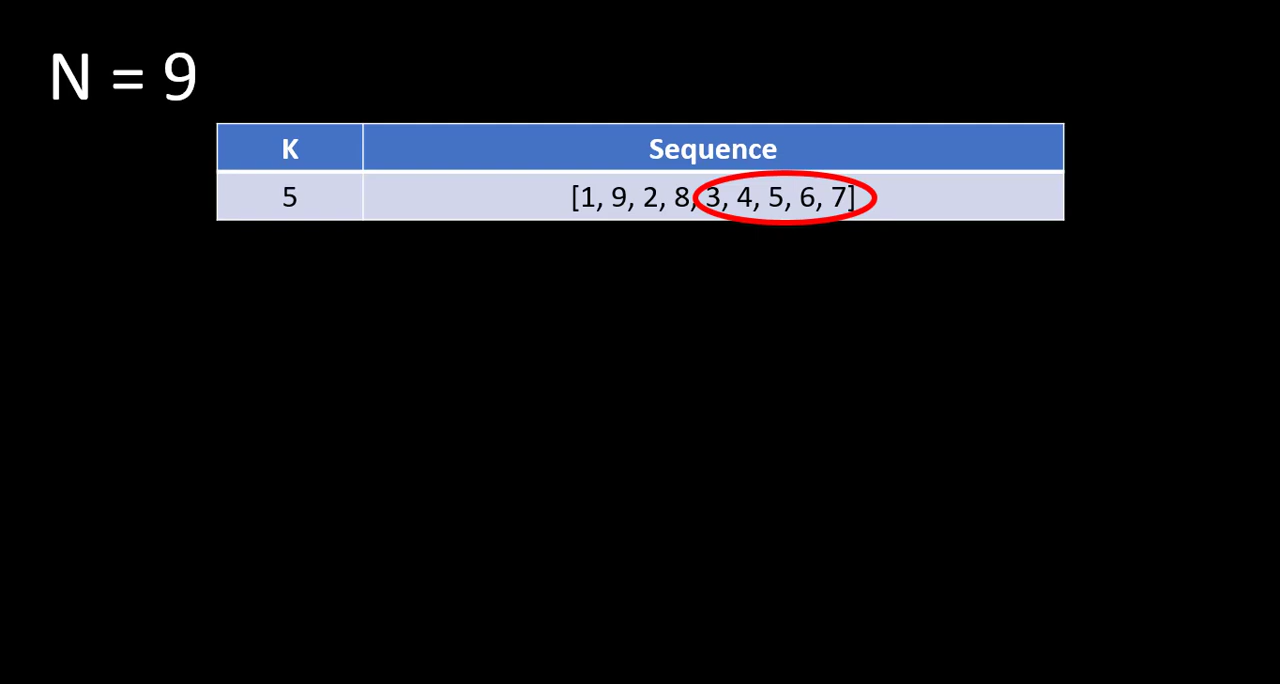 N = 9
K Sequence
5 [1, 9, 2, 8, 3, 4, 5, 6, 7]